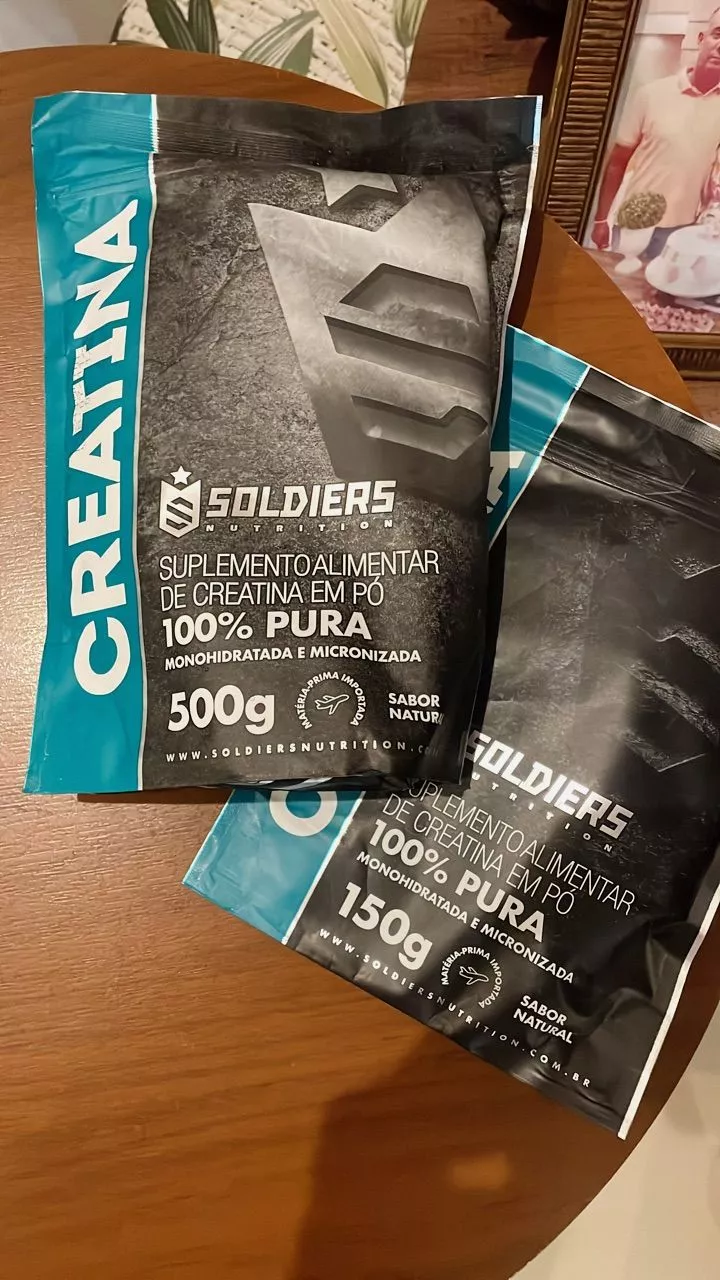 CREATINA
SOLDIERS
NUTRITION
SUPLEMENTO ALIMENTAR
DE CREATINA EM PÓ
100% PURA
MONOHIDRATADA E MICRONIZADA
500g
MATÉRIA-PRIMA IMPORTADA
SABOR
WWW.SOLDIERSNUTRITION.CO
SOLDIERS
SUPLEMENTO ALIMENTAR
DE CREATINA EM PÓ
100% PURA
MONOHIDRATADA E MICRONIZADA
150g
MATÉRIA-PRIMA IMPORTADA
SABOR
NATURAL
WWW.SOLDIERSNUTRITION.COM.BR